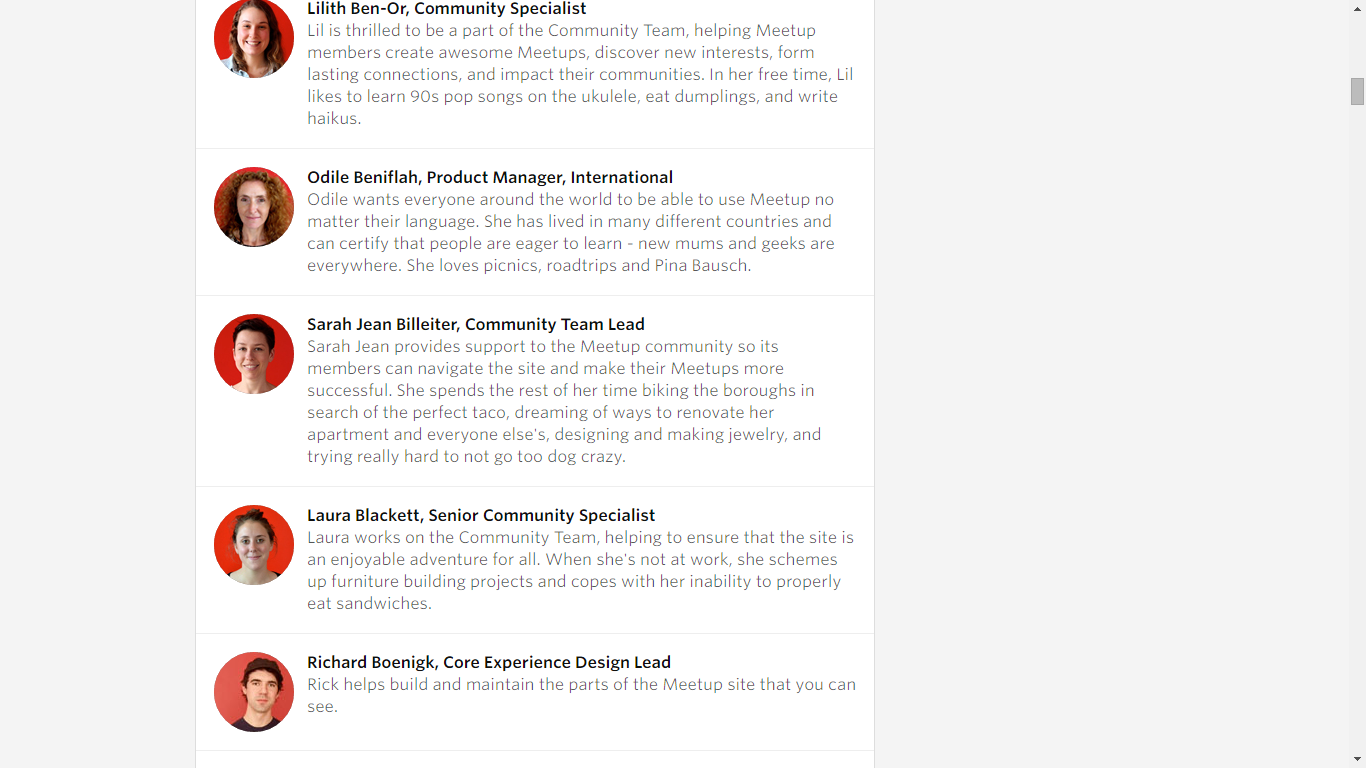 Lilith Ben-Or, Community Specialist
Lil is thrilled to be a part of the Community Team, helping Meetup
members create awesome Meetups, discover new interests, form
lasting connections, and impact their communities. In her free time, Lil
likes to learn 90s pop songs on the ukulele, eat dumplings, and write
haikus.
Odile Beniflah, Product Manager, International
Odile wants everyone around the world to be able to use Meetup no
matter their language. She has lived in many different countries and
can certify that people are eager to learn - new mums and geeks are
everywhere. She loves picnics, roadtrips and Pina Bausch.
Sarah Jean Billeiter, Community Team Lead
Sarah Jean provides support to the Meetup community so its
members can navigate the site and make their Meetups more
successful. She spends the rest of her time biking the boroughs in
search of the perfect taco, dreaming of ways to renovate her
apartment and everyone else's, designing and making jewelry, and
trying really hard to not go too dog crazy.
Laura Blackett, Senior Community Specialist
Laura works on the Community Team, helping to ensure that the site is
an enjoyable adventure for all. When she's not at work, she schemes
up furniture building projects and copes with her inability to properly
eat sandwiches.
Richard Boenigk, Core Experience Design Lead
Rick helps build and maintain the parts of the Meetup site that you can
see.